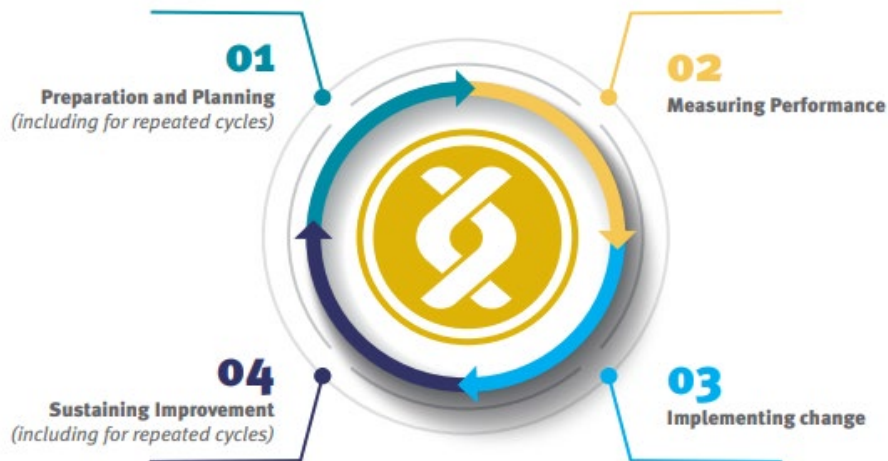 01
Preparation and Planning
(including for repeated cycles)
02
Measuring Performance
03
Implementing change
04
Sustaining Improvement
(including for repeated cycles)